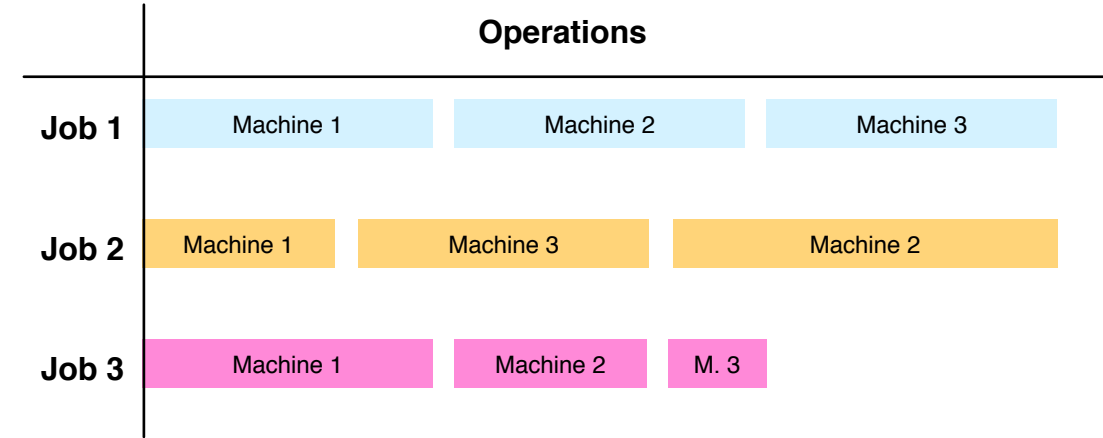 Operations
Job 1 Machine 1 Machine 2 Machine 3
Job 2 Machine 1 Machine 3 Machine 2
Job 3 Machine 1 Machine 2 M. 3